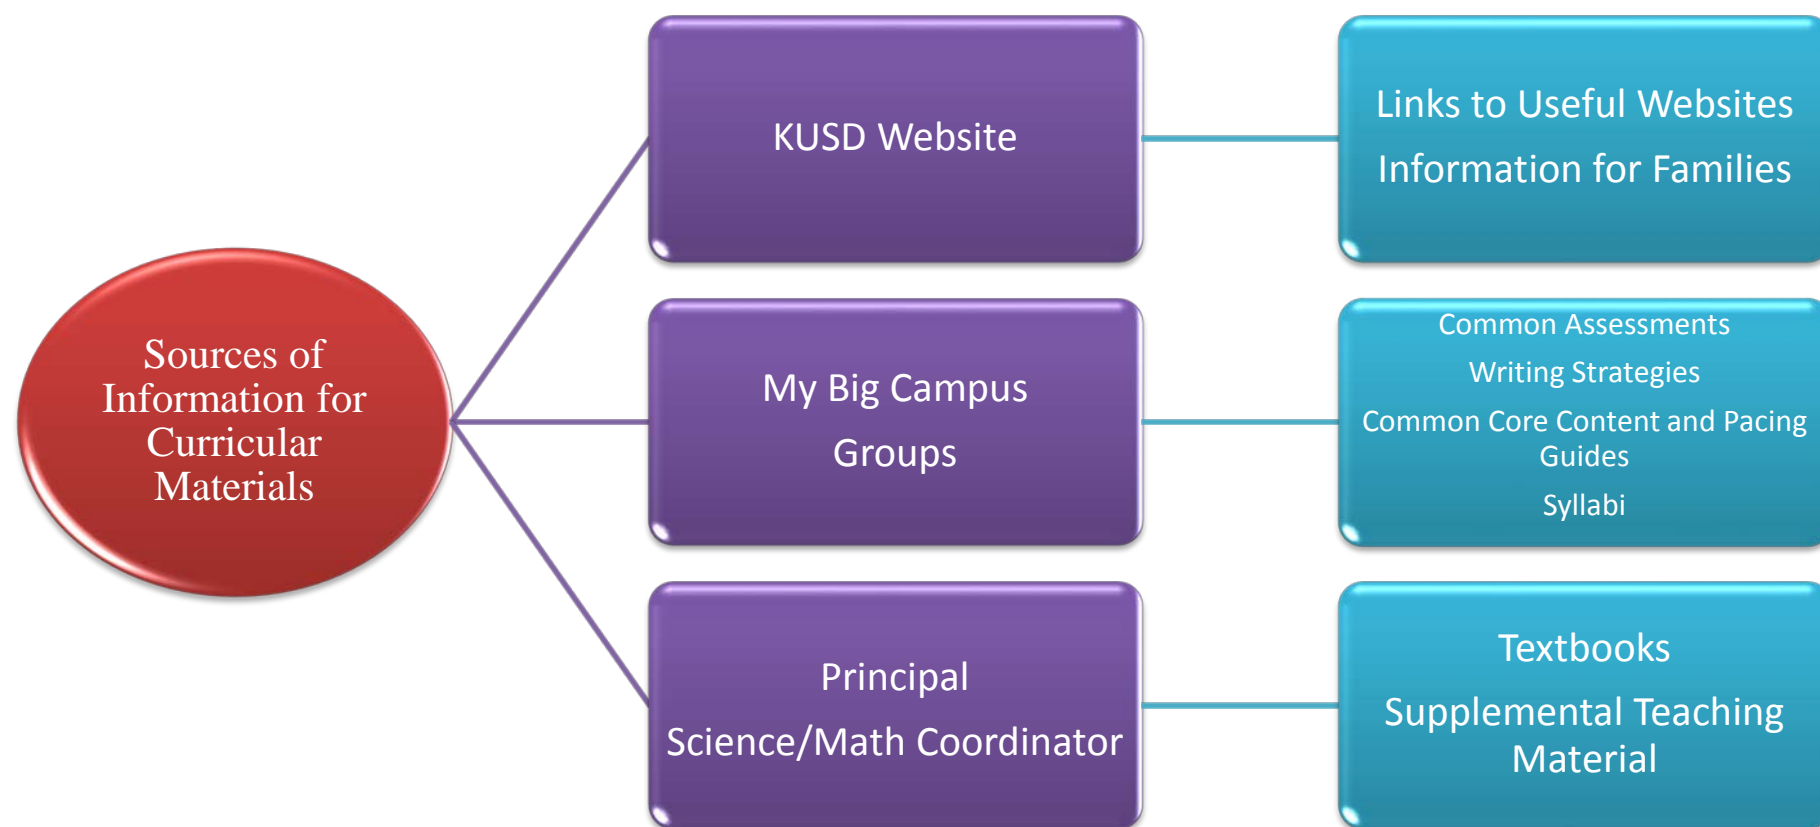 Sources of
Information for
Curricular
Materials
KUSD Website
Links to Useful Websites
Information for Families
My Big Campus
Groups
Common Assessments
Writing Strategies
Common Core Content and Pacing
Guides
Syllabi
Principal
Science/Math Coordinator
Textbooks
Supplemental Teaching
Material